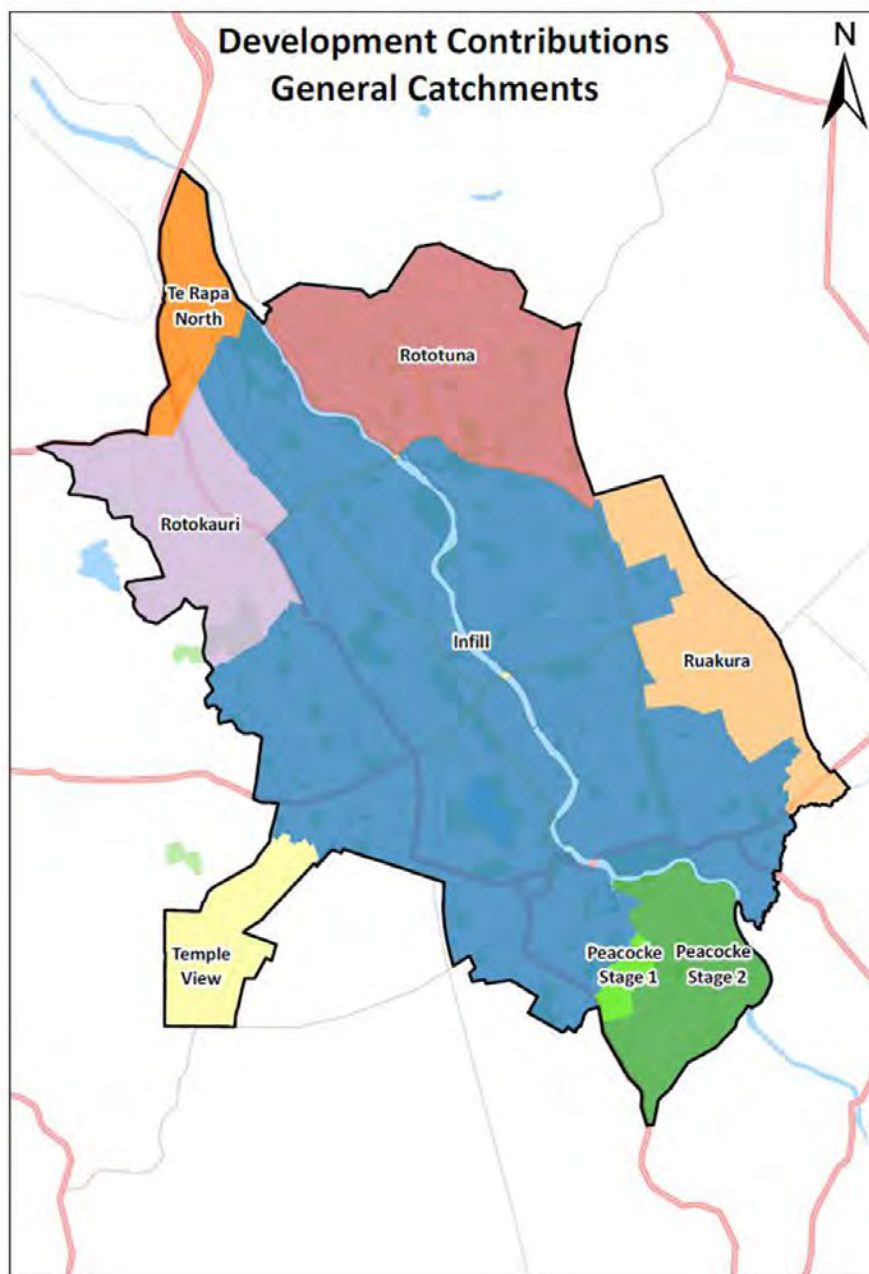 Development Contributions
General Catchments
N
Te Rapa
North
Rototuna
Rotokauri
Infill
Ruakura
Temple
View
Peacocke
Stage 1
Peacocke
Stage 2